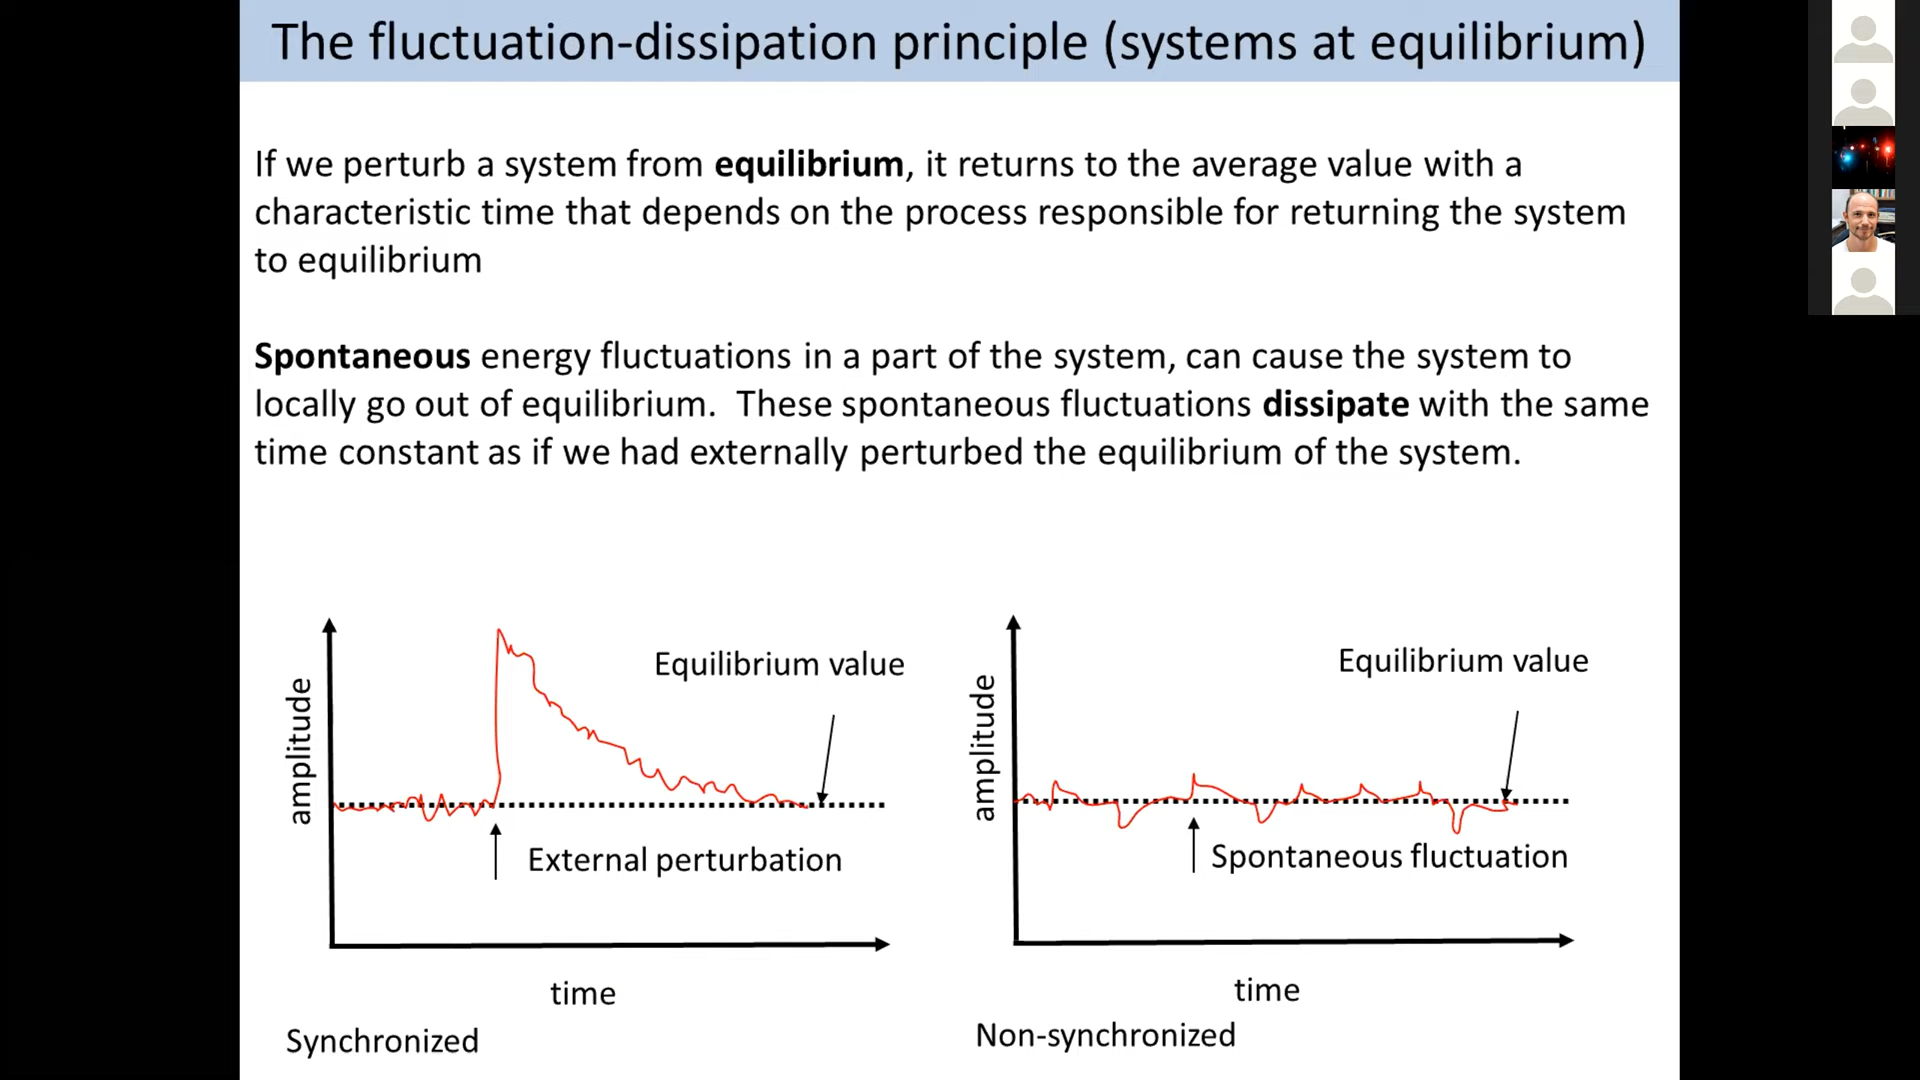 The fluctuation-dissipation principle (systems at equilibrium)
If we perturb a system from equilibrium, it returns to the average value with a
characteristic time that depends on the process responsible for returning the system
to equilibrium
Spontaneous energy fluctuations in a part of the system, can cause the system to
locally go out of equilibrium. These spontaneous fluctuations dissipate with the same
time constant as if we had externally perturbed the equilibrium of the system.
amplitude
Equilibrium value
External perturbation
time
Synchronized
amplitude
Equilibrium value
Spontaneous fluctuation
time
Non-synchronized